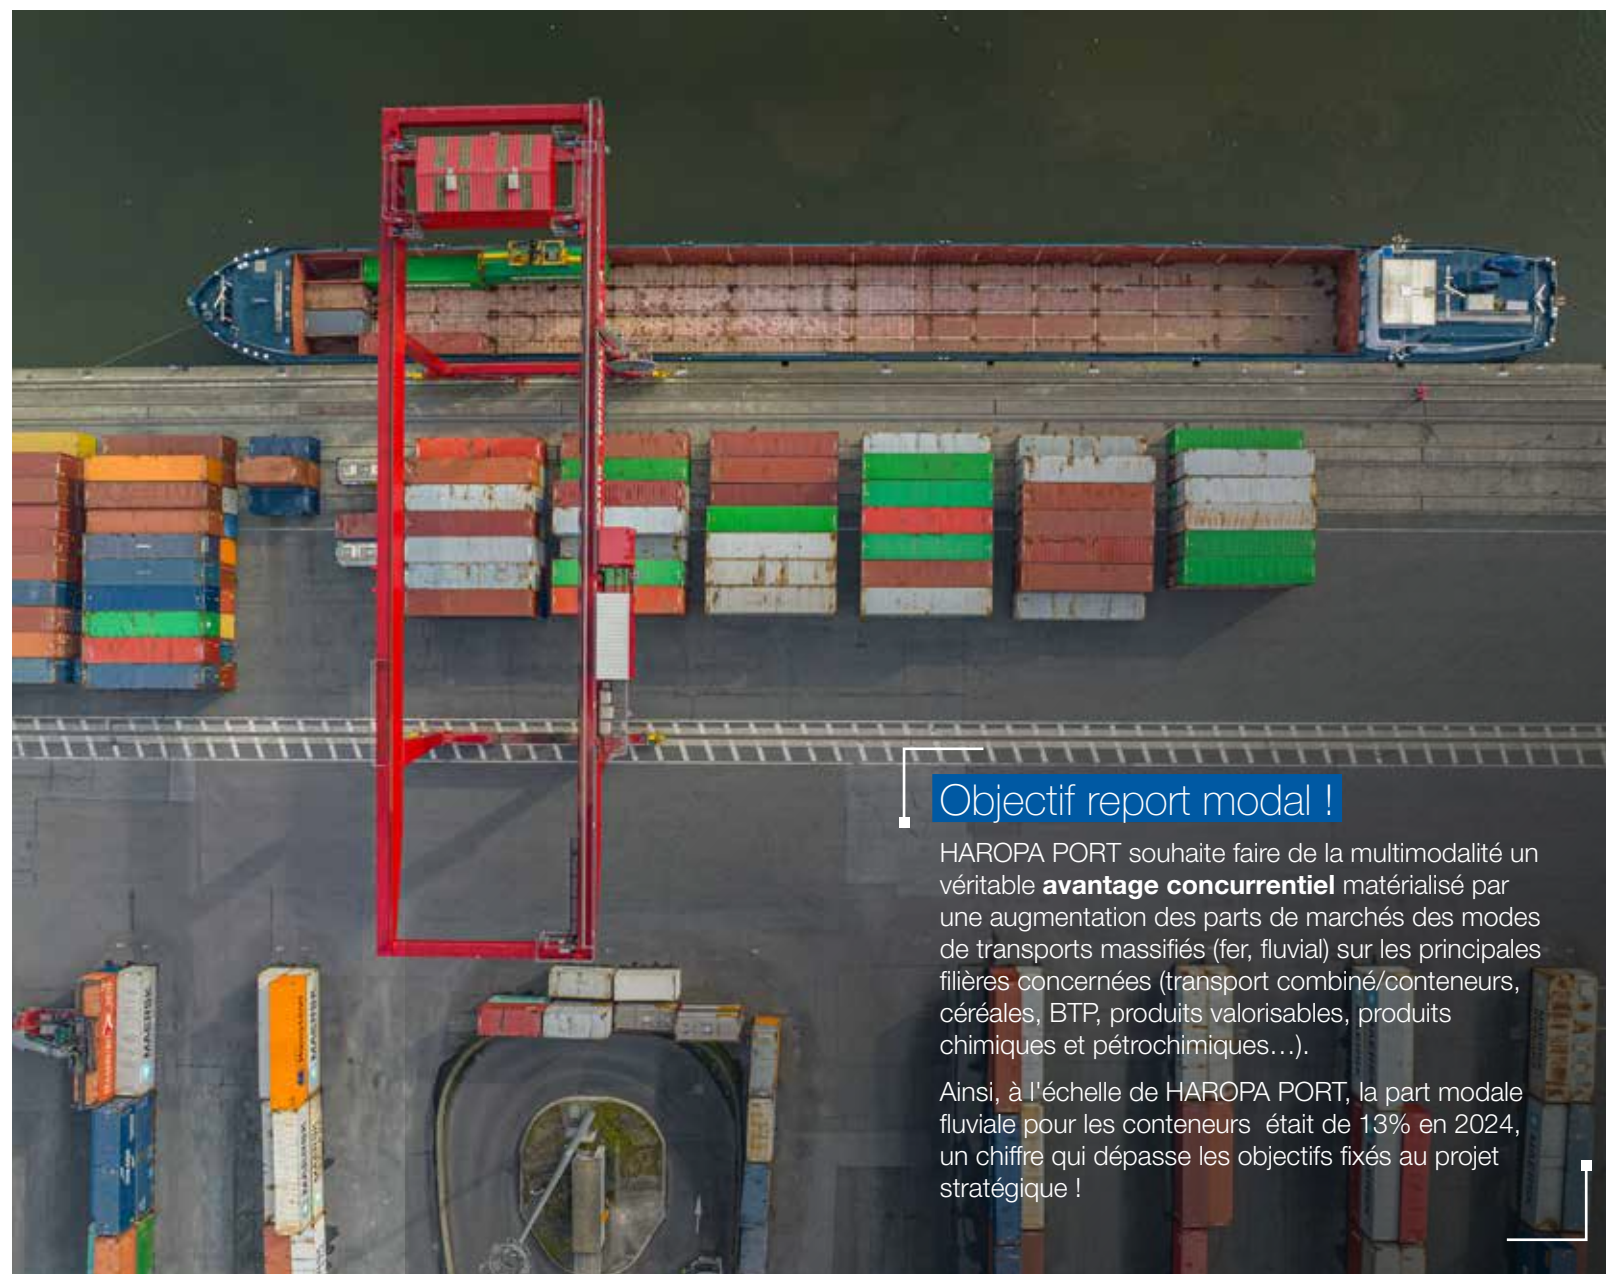 Objectif report modal !
HAROPA PORT souhaite faire de la multimodalité un
véritable avantage concurrentiel matérialisé par
une augmentation des parts de marchés des modes
de transports massifiés (fer, fluvial) sur les principales
filières concernées (transport combiné/conteneurs,
céréales, BTP, produits valorisables, produits
chimiques et pétrochimiques…).
Ainsi, à l'échelle de HAROPA PORT, la part modale
fluviale pour les conteneurs  était de 13% en 2024,
un chiffre qui dépasse les objectifs fixés au projet
stratégique !
MAERSK
MAERSK